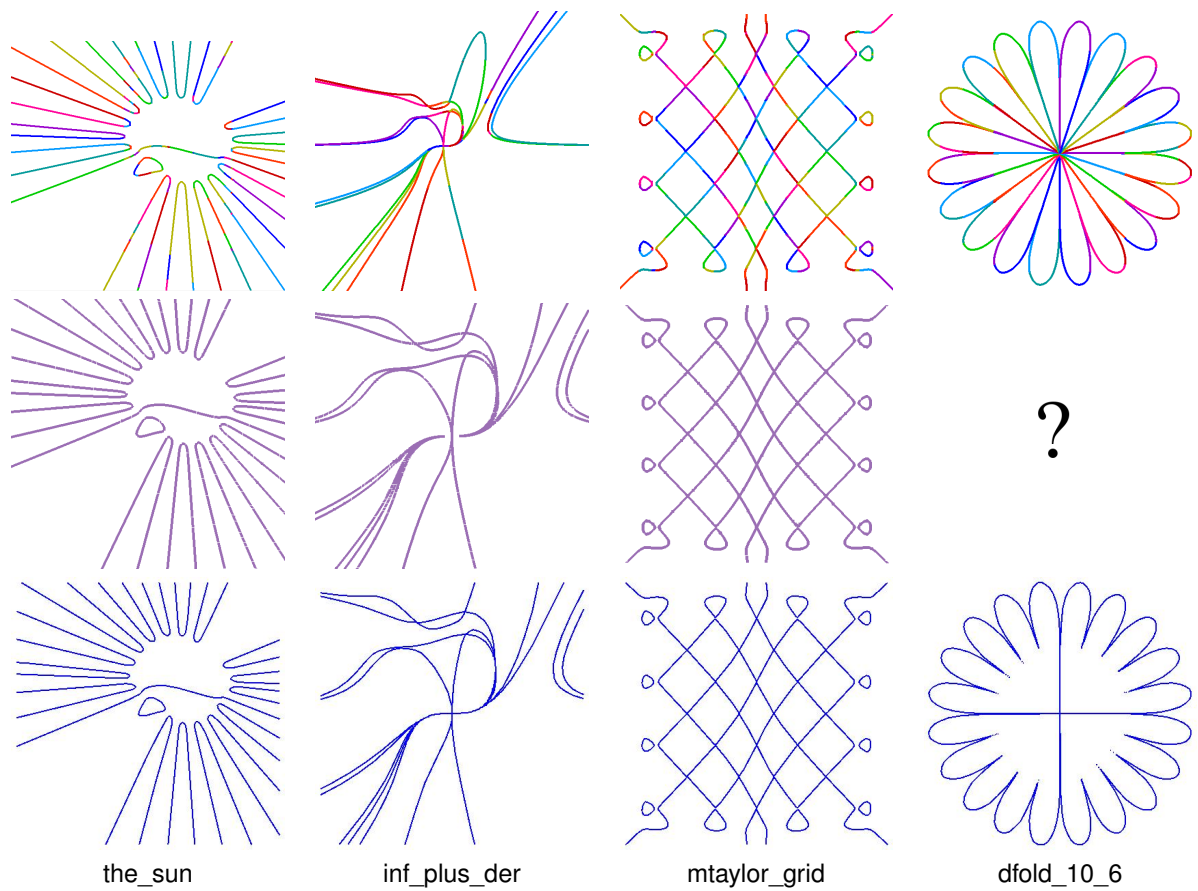 ?
the_sun
inf_plus_der
mtaylor_grid
dfold_10_6